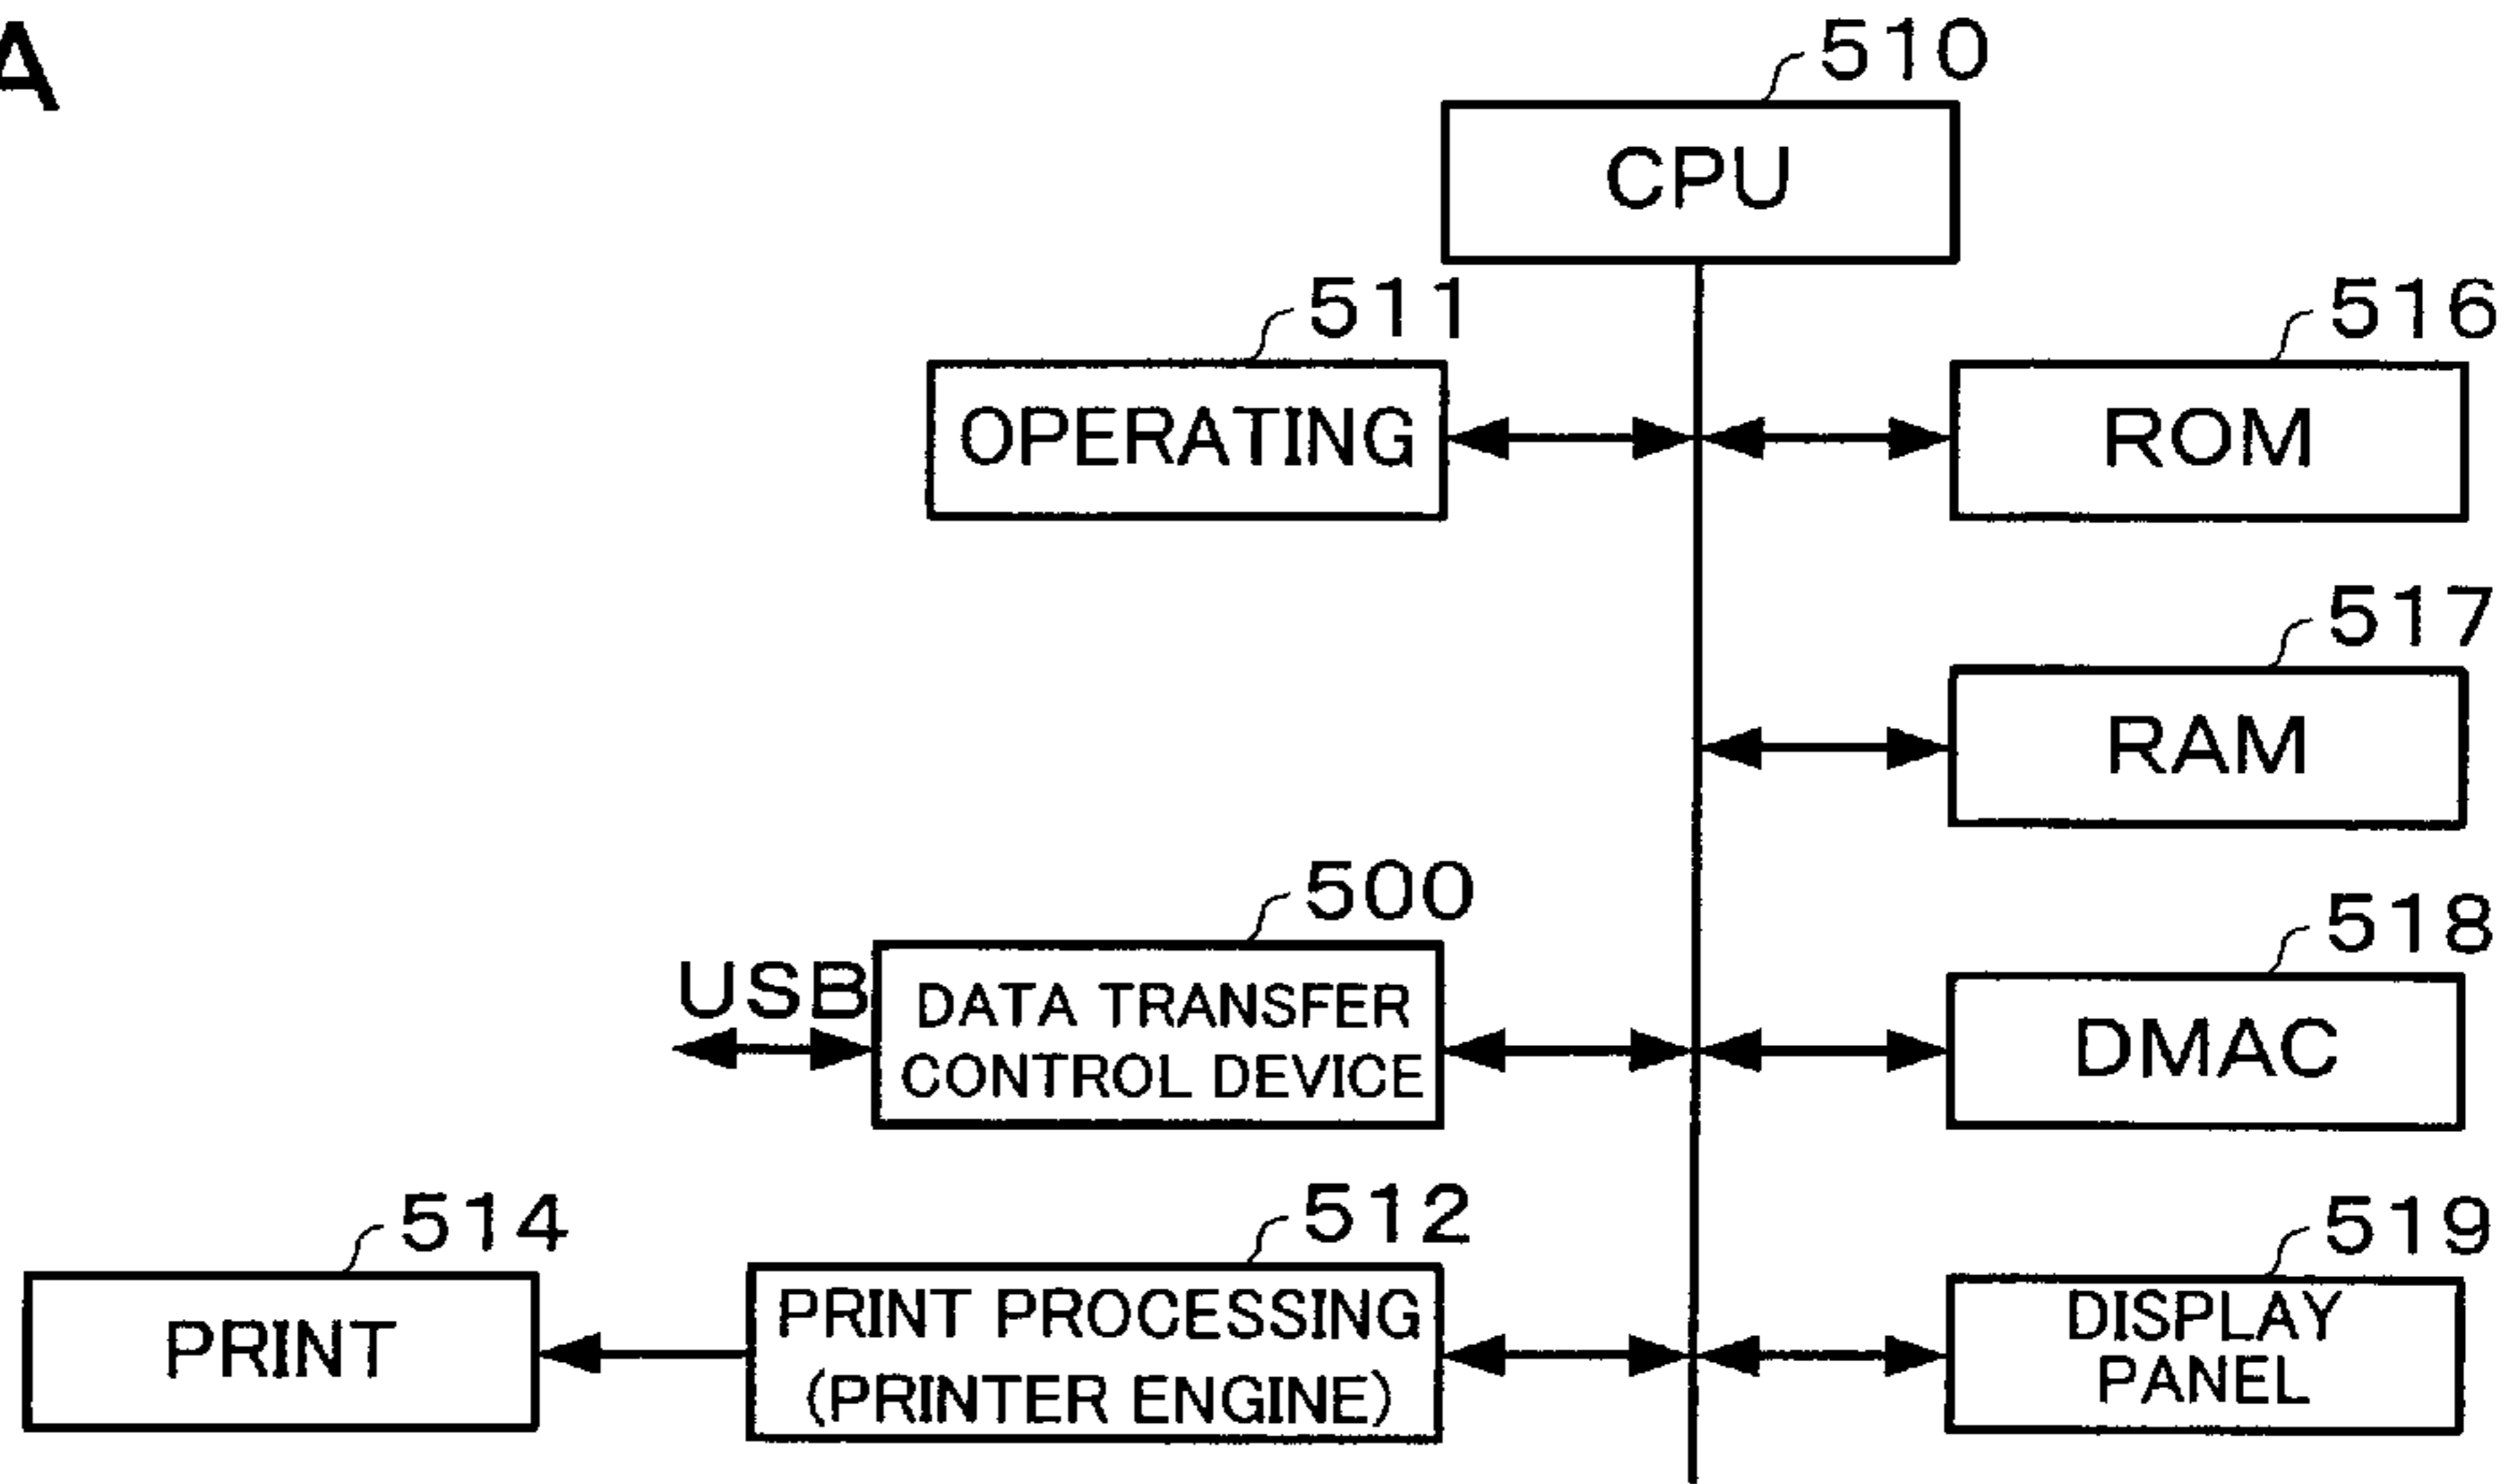 A
510
CPU
511
516
OPERATING
ROM
517
RAM
500
518
USB
DATA TRANSFER
CONTROL DEVICE
DMAC
514
512
519
PRINT
PRINT PROCESSING
(PRINTER ENGINE)
DISPLAY
PANEL